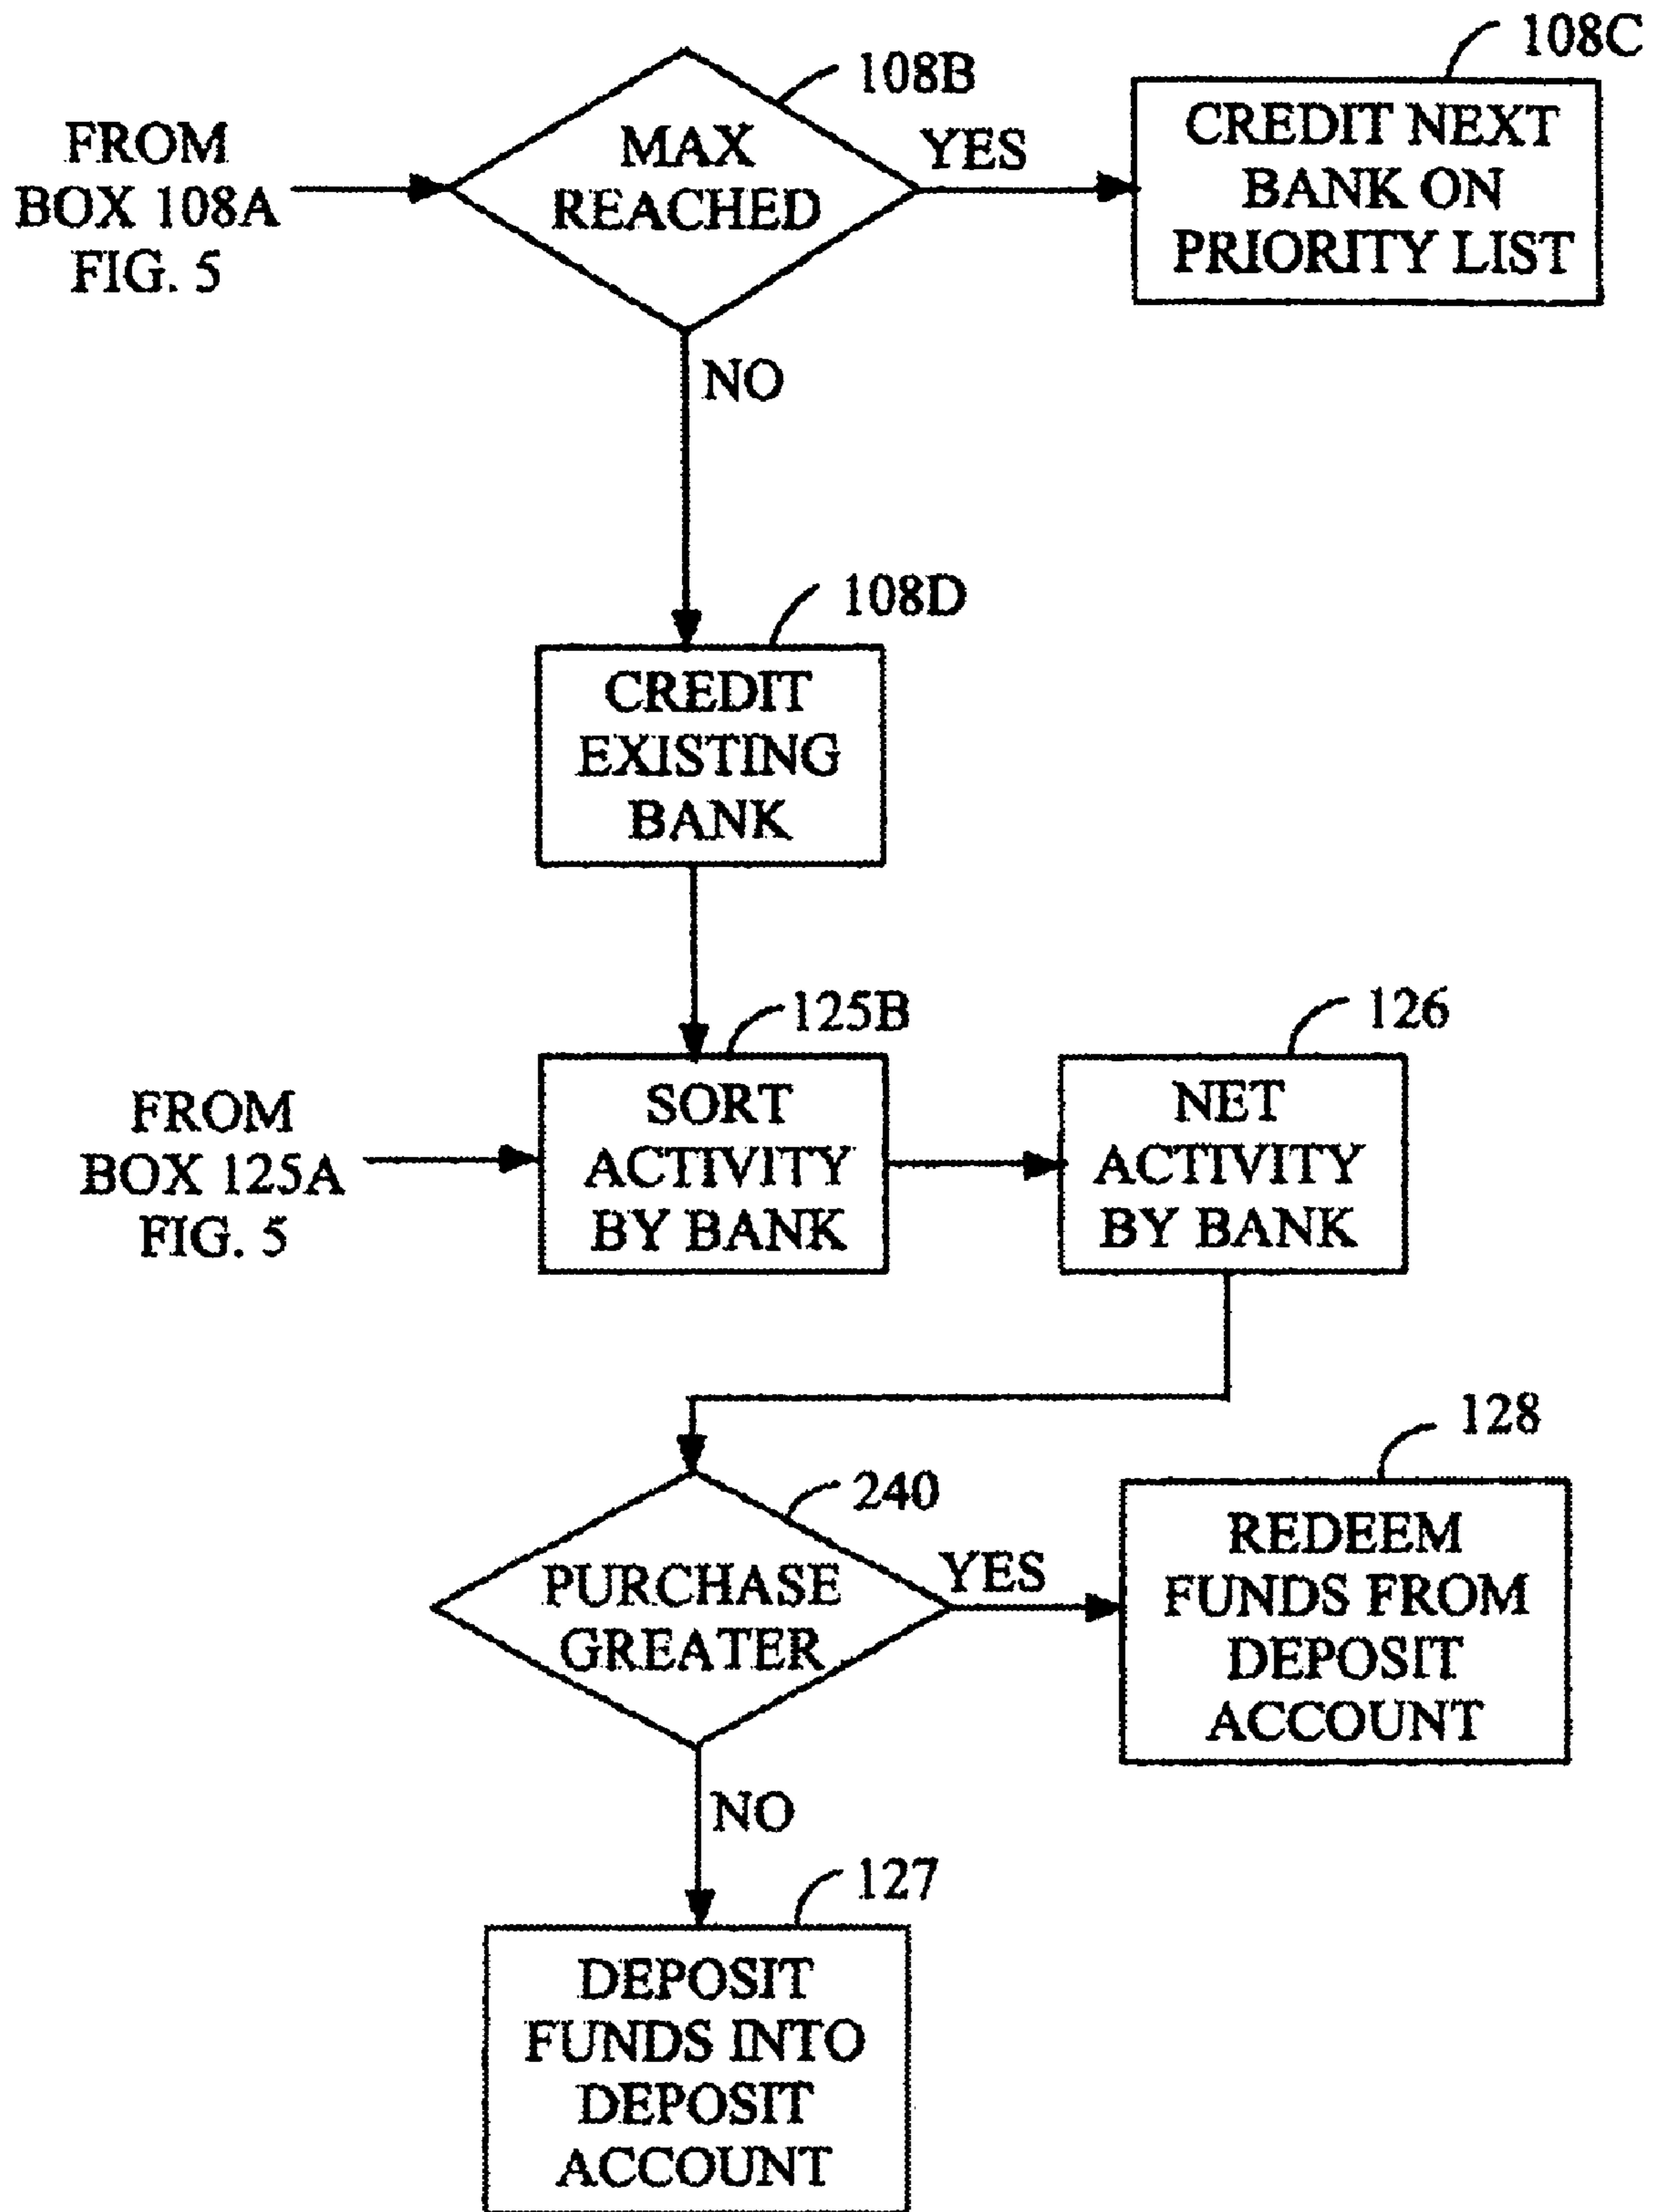 108B
108C
FROM
BOX 108A
FIG. 5
MAX
REACHED
YES
CREDIT NEXT
BANK ON
PRIORITY LIST
NO
108D
CREDIT
EXISTING
BANK
125B
126
FROM
BOX 125A
FIG. 5
SORT
ACTIVITY
BY BANK
NET
ACTIVITY
BY BANK
240
128
PURCHASE
GREATER
YES
REDEEM
FUNDS FROM
DEPOSIT
ACCOUNT
NO
127
DEPOSIT
FUNDS INTO
DEPOSIT
ACCOUNT